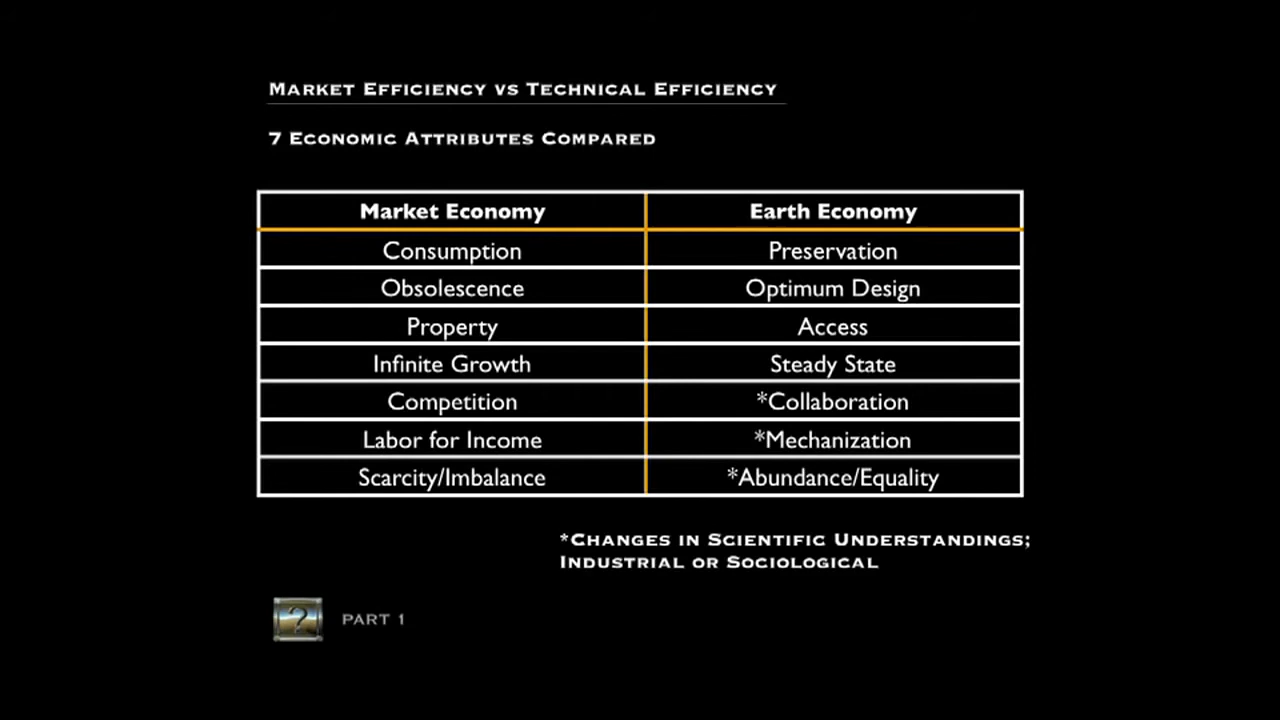 Market Efficiency vs Technical Efficiency
7 Economic Attributes Compared
Market Economy Earth Economy
Consumption Preservation
Obsolescence Optimum Design
Property Access
Infinite Growth Steady State
Competition *Collaboration
Labor for Income *Mechanization
Scarcity/Imbalance *Abundance/Equality
*Changes in Scientific Understandings;
Industrial or Sociological
? Part 1